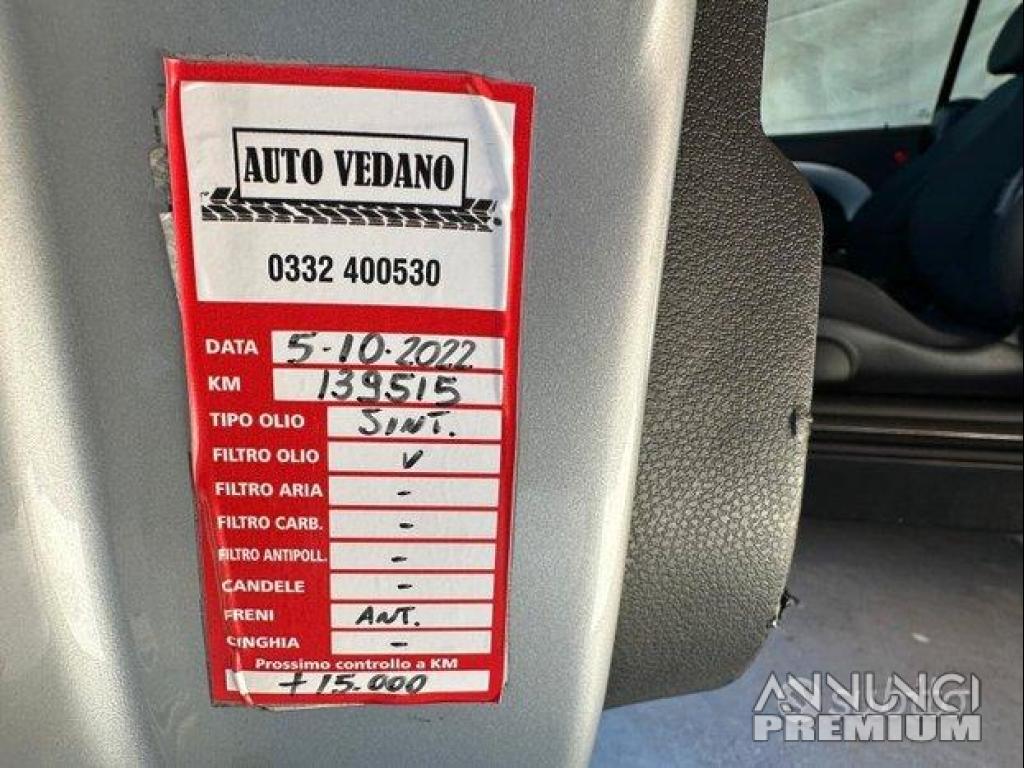 AUTO VEDANO
0332 400530
DATA 5-10-2022
KM 139515
TIPO OLIO SINT.
FILTRO OLIO V
FILTRO ARIA -
FILTRO CARB. -
FILTRO ANTIPOLL. -
CANDELE -
FRENI ANT.
CINGHIA -
Prossimo controllo a KM
+15.000
ANNUNCI
PREMIUM